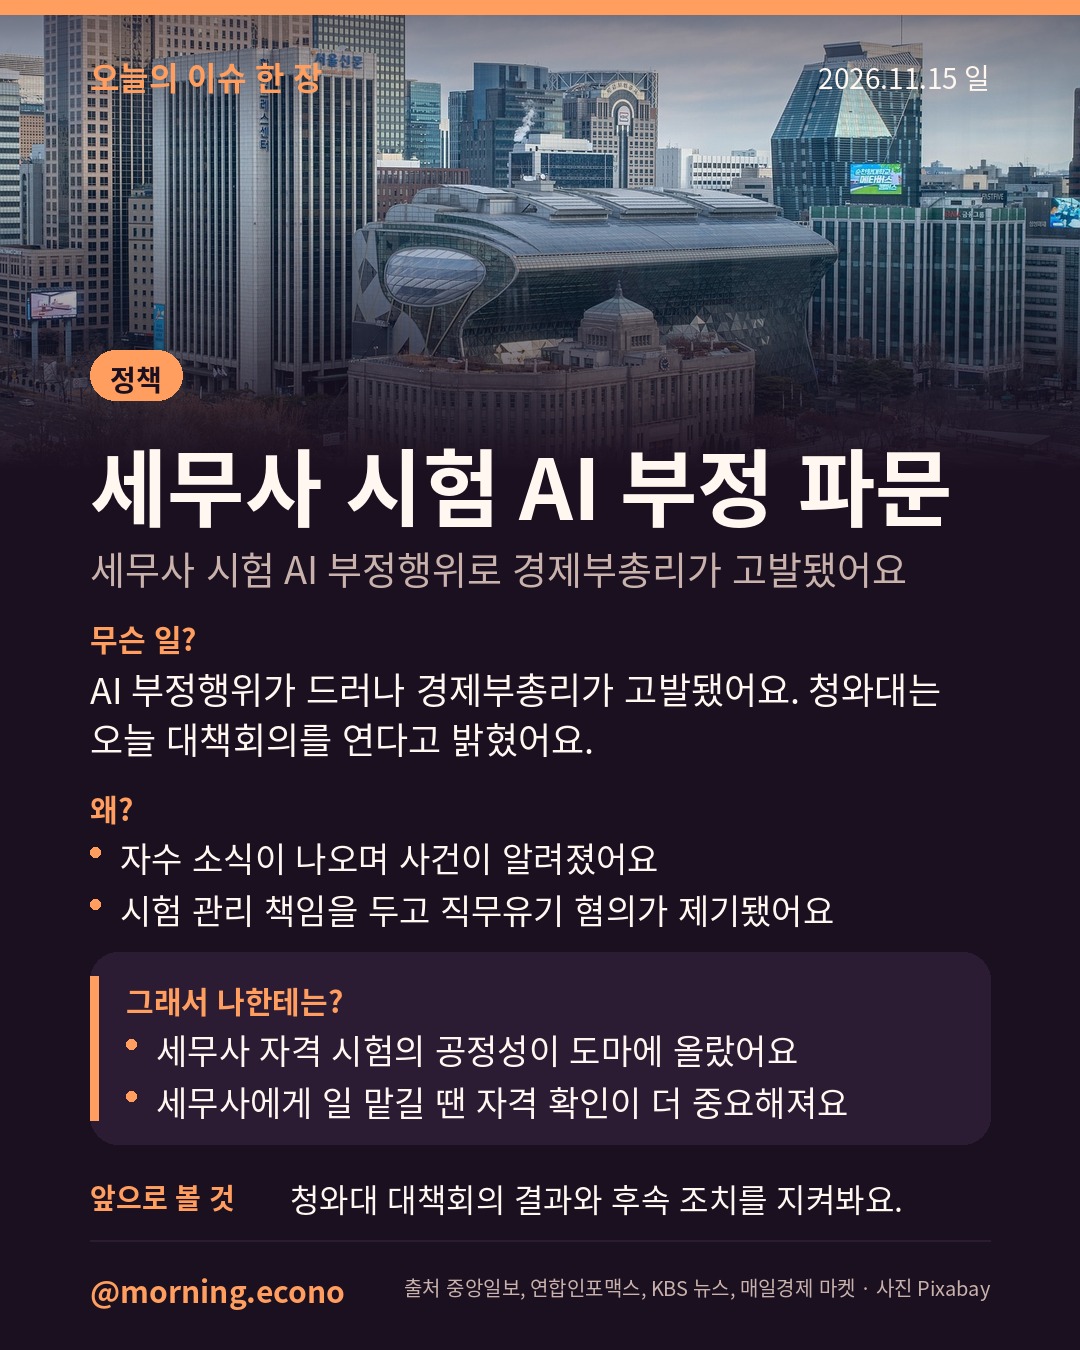 오늘의 이슈 한 장
2026.11.15 일
서울신문
정책
세무사 시험 AI 부정 파문
세무사 시험 AI 부정행위로 경제부총리가 고발됐어요
무슨 일?
AI 부정행위가 드러나 경제부총리가 고발됐어요. 청와대는
오늘 대책회의를 연다고 밝혔어요.
왜?
자수 소식이 나오며 사건이 알려졌어요
시험 관리 책임을 두고 직무유기 혐의가 제기됐어요
그래서 나한테는?
세무사 자격 시험의 공정성이 도마에 올랐어요
세무사에게 일 맡길 땐 자격 확인이 더 중요해져요
앞으로 볼 것
청와대 대책회의 결과와 후속 조치를 지켜봐요.
@morning.econo
출처 중앙일보, 연합인포맥스, KBS 뉴스, 매일경제 마켓 · 사진 Pixabay